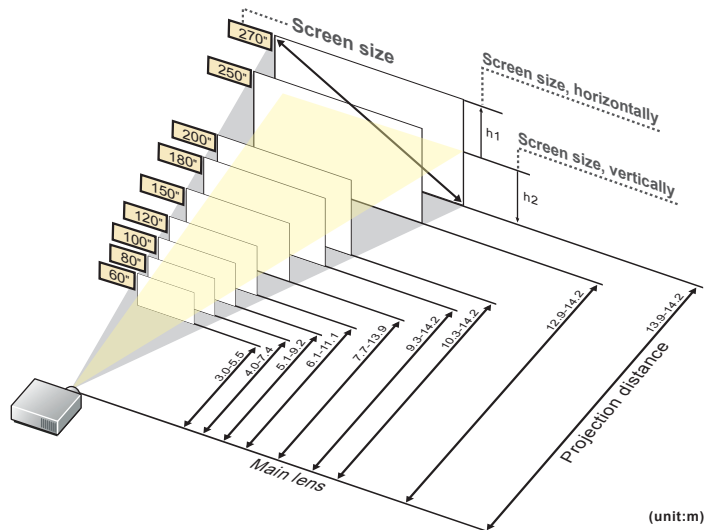 270"
Screen size
250"
Screen size, horizontally
h1
200"
Screen size, vertically
180"
h2
150"
120"
100"
80"
60"
3.0-5.5
4.0-7.4
5.1-9.2
6.1-11.1
7.7-13.9
9.3-14.2
10.3-14.2
12.9-14.2
13.9-14.2
Projection distance
Main lens
(unit:m)